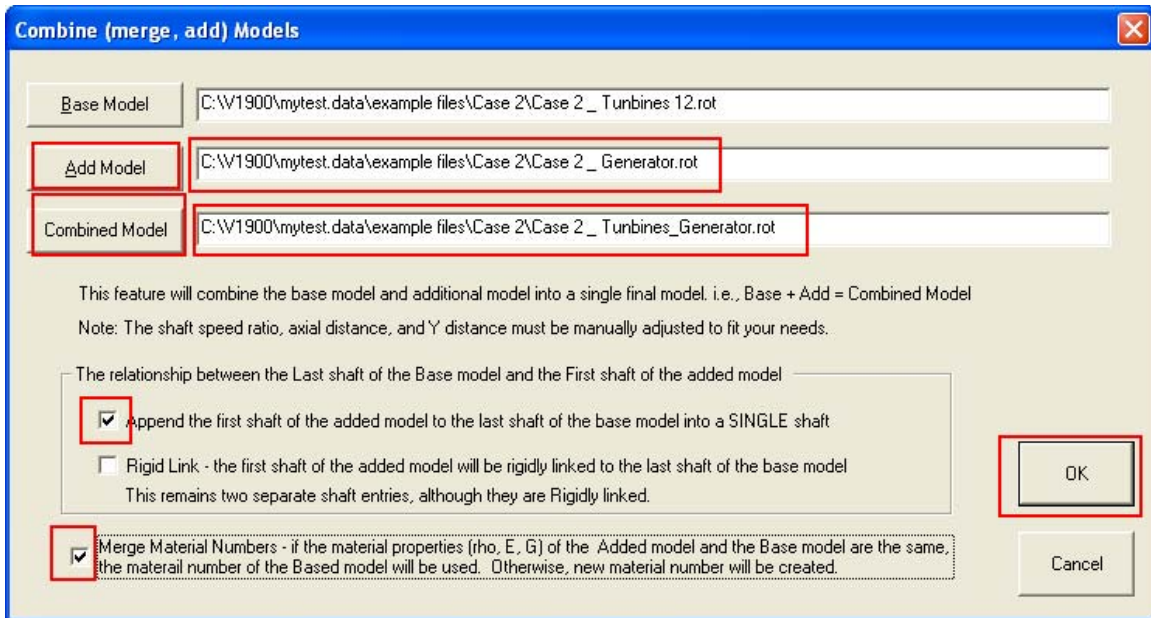 Combine (merge, add) Models
Base Model
C:\V1900\mytest.data\example files\Case 2\Case 2 _ Tunbines 12.rot
Add Model
C:\V1900\mytest.data\example files\Case 2\Case 2 _ Generator.rot
Combined Model
C:\V1900\mytest.data\example files\Case 2\Case 2 _ Tunbines_Generator.rot
This feature will combine the base model and additional model into a single final model. i.e., Base + Add = Combined Model
Note: The shaft speed ratio, axial distance, and Y distance must be manually adjusted to fit your needs.
The relationship between the Last shaft of the Base model and the First shaft of the added model
Append the first shaft of the added model to the last shaft of the base model into a SINGLE shaft
Rigid Link - the first shaft of the added model will be rigidly linked to the last shaft of the base model
This remains two separate shaft entries, although they are Rigidly linked.
OK
Merge Material Numbers - if the material properties (rho, E, G) of the Added model and the Base model are the same,
the materail number of the Based model will be used. Otherwise, new material number will be created.
Cancel